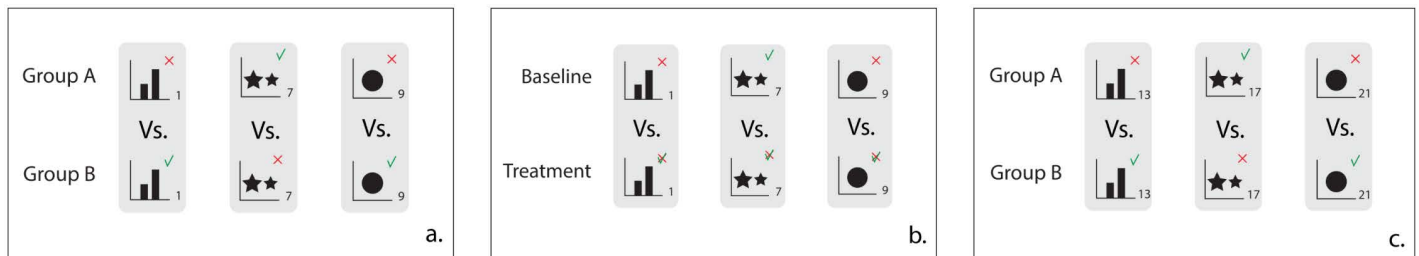 Group A
1
7
9
Vs. Vs. Vs.
Group B
1
7
9
a.
Baseline
1
7
9
Vs. Vs. Vs.
Treatment
1
7
9
b.
Group A
13
17
21
Vs. Vs. Vs.
Group B
13
17
21
c.